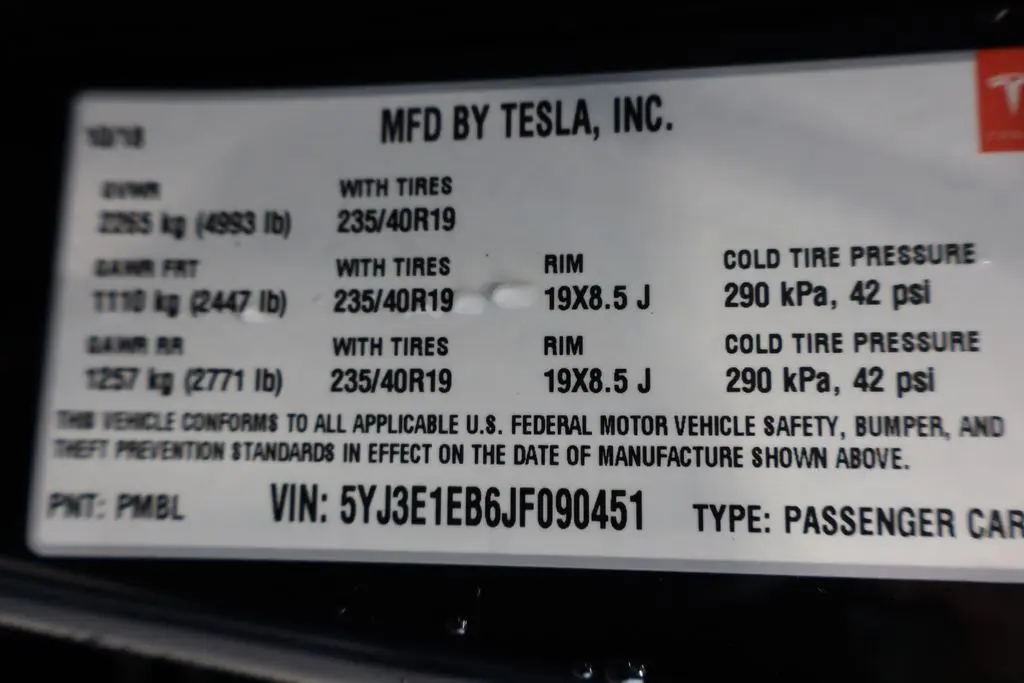 10/18
MFD BY TESLA, INC.
GVWR WITH TIRES
2265 kg (4993 lb) 235/40R19
GAWR FRT WITH TIRES RIM COLD TIRE PRESSURE
1110 kg (2447 lb) 235/40R19 19X8.5 J 290 kPa, 42 psi
GAWR RR WITH TIRES RIM COLD TIRE PRESSURE
1257 kg (2771 lb) 235/40R19 19X8.5 J 290 kPa, 42 psi
THIS VEHICLE CONFORMS TO ALL APPLICABLE U.S. FEDERAL MOTOR VEHICLE SAFETY, BUMPER, AND
THEFT PREVENTION STANDARDS IN EFFECT ON THE DATE OF MANUFACTURE SHOWN ABOVE.
PNT: PMBL VIN: 5YJ3E1EB6JF090451 TYPE: PASSENGER CAR